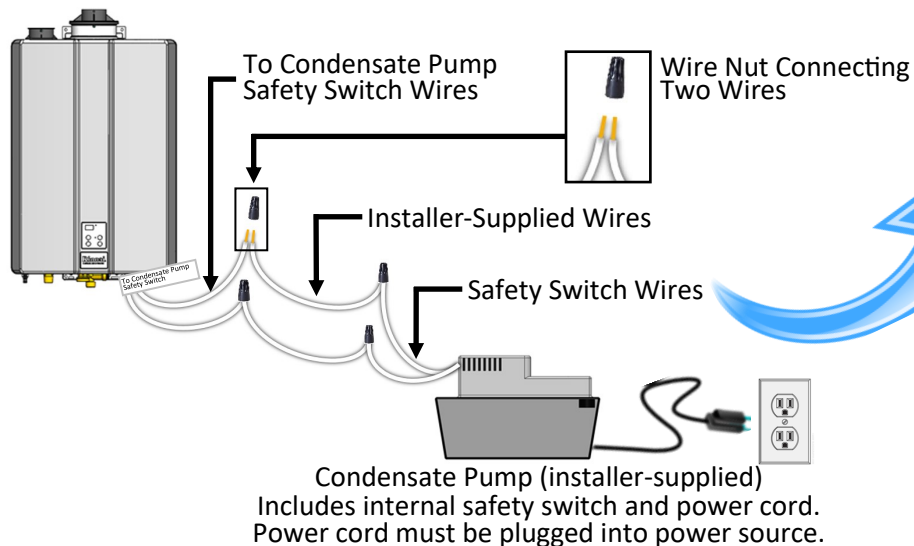 To Condensate Pump
Safety Switch Wires
Wire Nut Connecting
Two Wires
Installer-Supplied Wires
Rinnai
To Condensate Pump
Safety Switch
Safety Switch Wires
Condensate Pump (installer-supplied)
Includes internal safety switch and power cord.
Power cord must be plugged into power source.